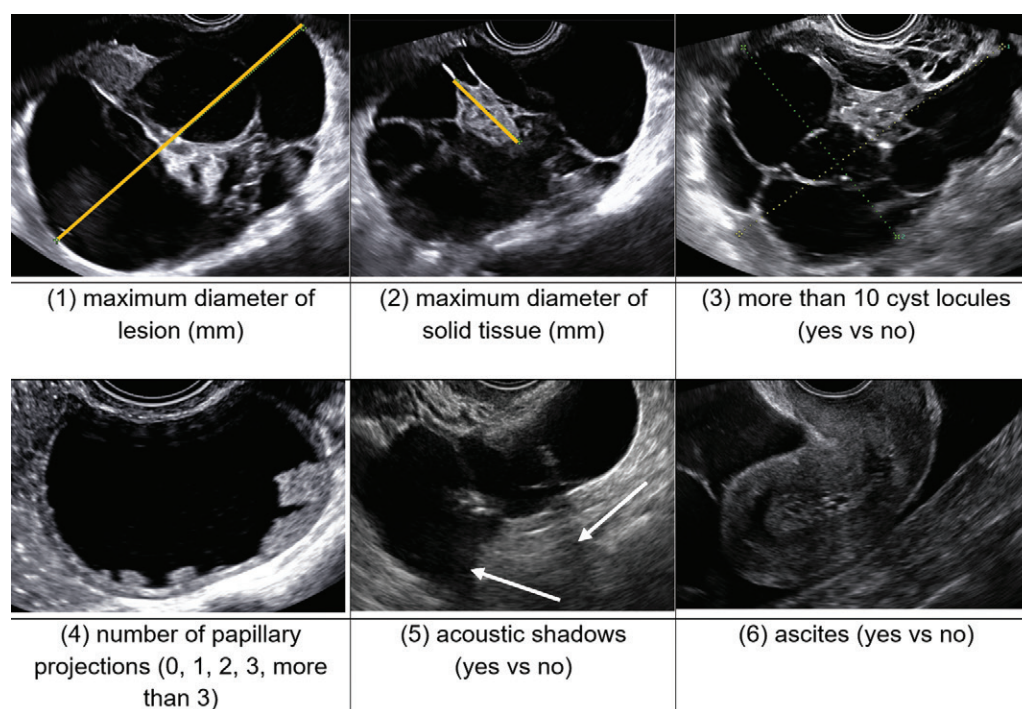 (1) maximum diameter of
lesion (mm)
(2) maximum diameter of
solid tissue (mm)
(3) more than 10 cyst locules
(yes vs no)
(4) number of papillary
projections (0, 1, 2, 3, more
than 3)
(5) acoustic shadows
(yes vs no)
(6) ascites (yes vs no)